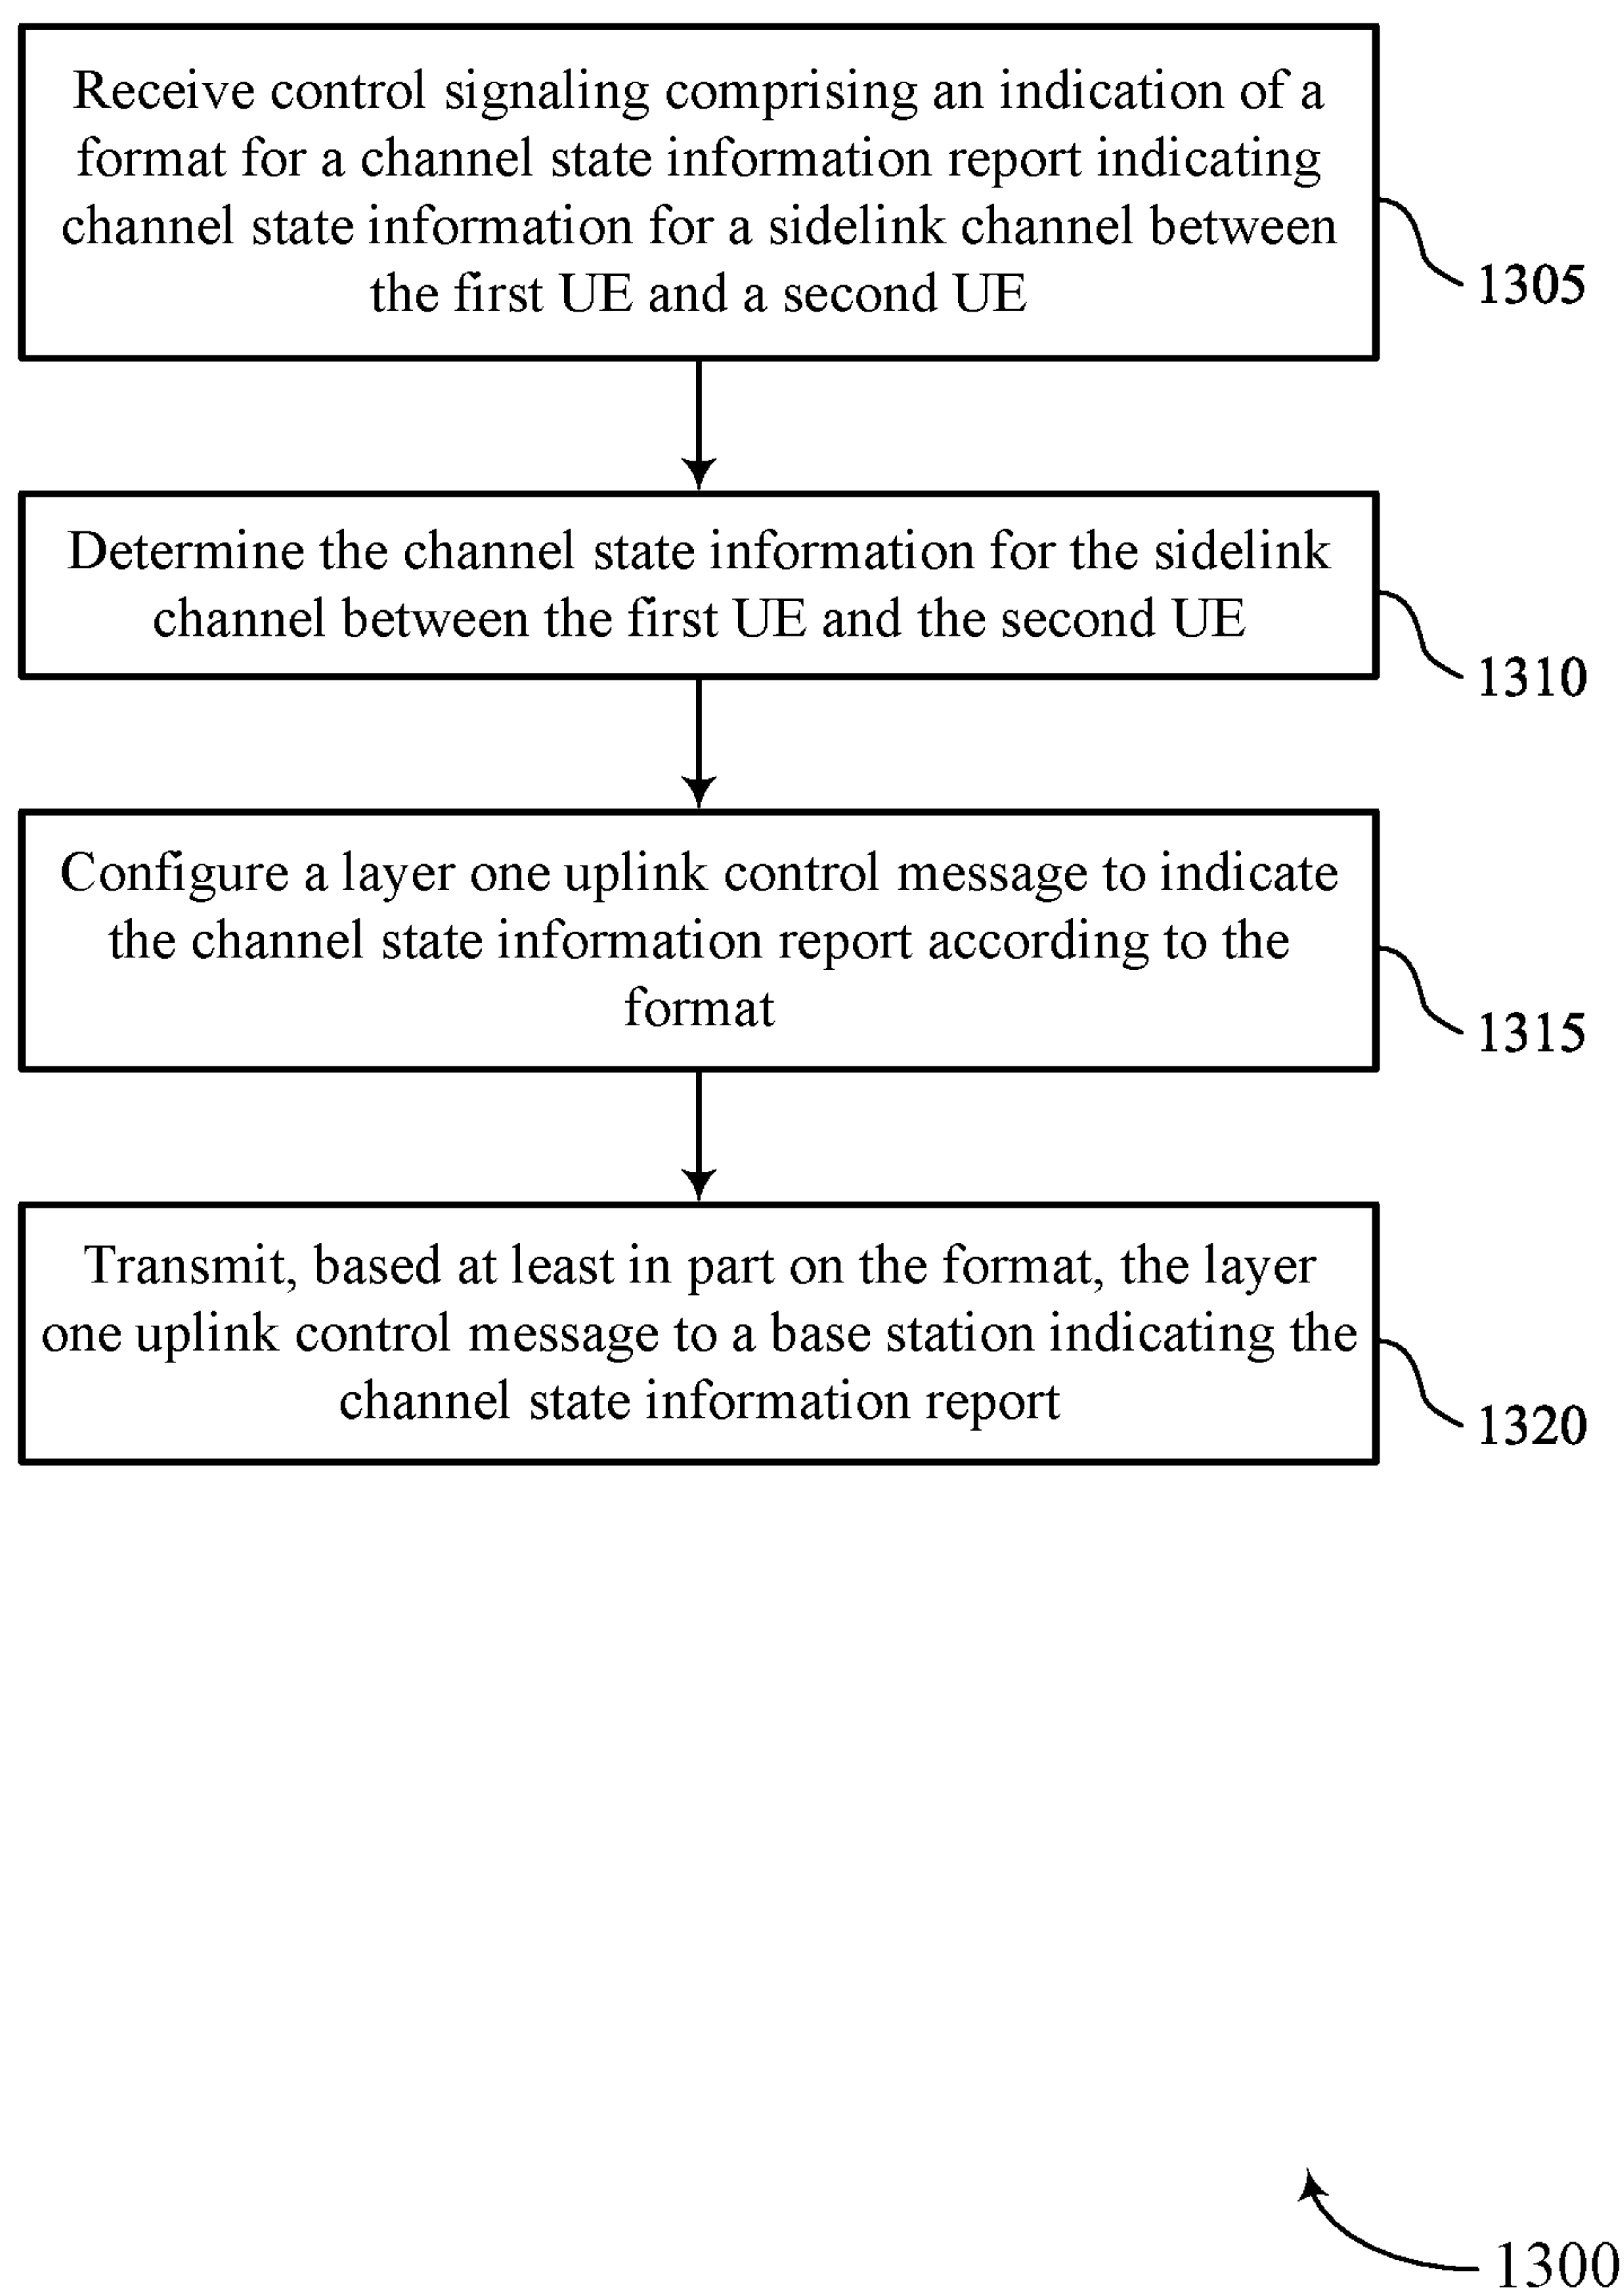 Receive control signaling comprising an indication of a
format for a channel state information report indicating
channel state information for a sidelink channel between
the first UE and a second UE
1305
Determine the channel state information for the sidelink
channel between the first UE and the second UE
1310
Configure a layer one uplink control message to indicate
the channel state information report according to the
format
1315
Transmit, based at least in part on the format, the layer
one uplink control message to a base station indicating the
channel state information report
1320
1300